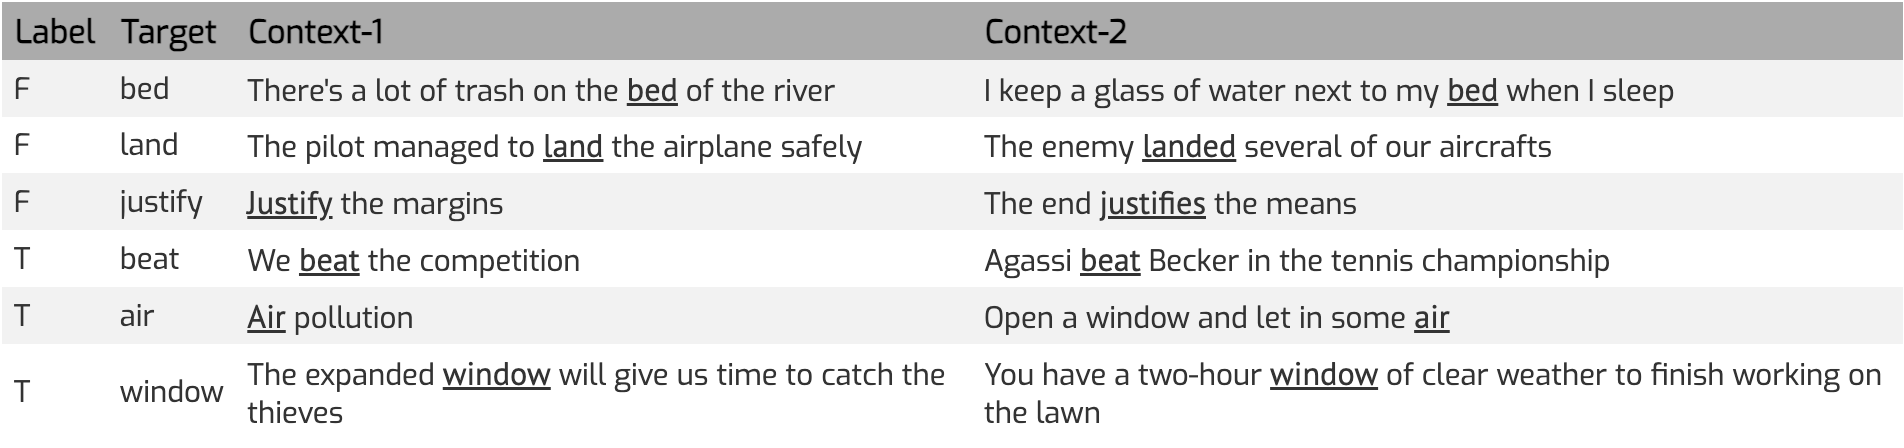 Label Target Context-1 Context-2
F bed There's a lot of trash on the bed of the river I keep a glass of water next to my bed when I sleep
F land The pilot managed to land the airplane safely The enemy landed several of our aircrafts
F justify Justify the margins The end justifies the means
T beat We beat the competition Agassi beat Becker in the tennis championship
T air Air pollution Open a window and let in some air
T window The expanded window will give us time to catch the
thieves
You have a two-hour window of clear weather to finish working on
the lawn